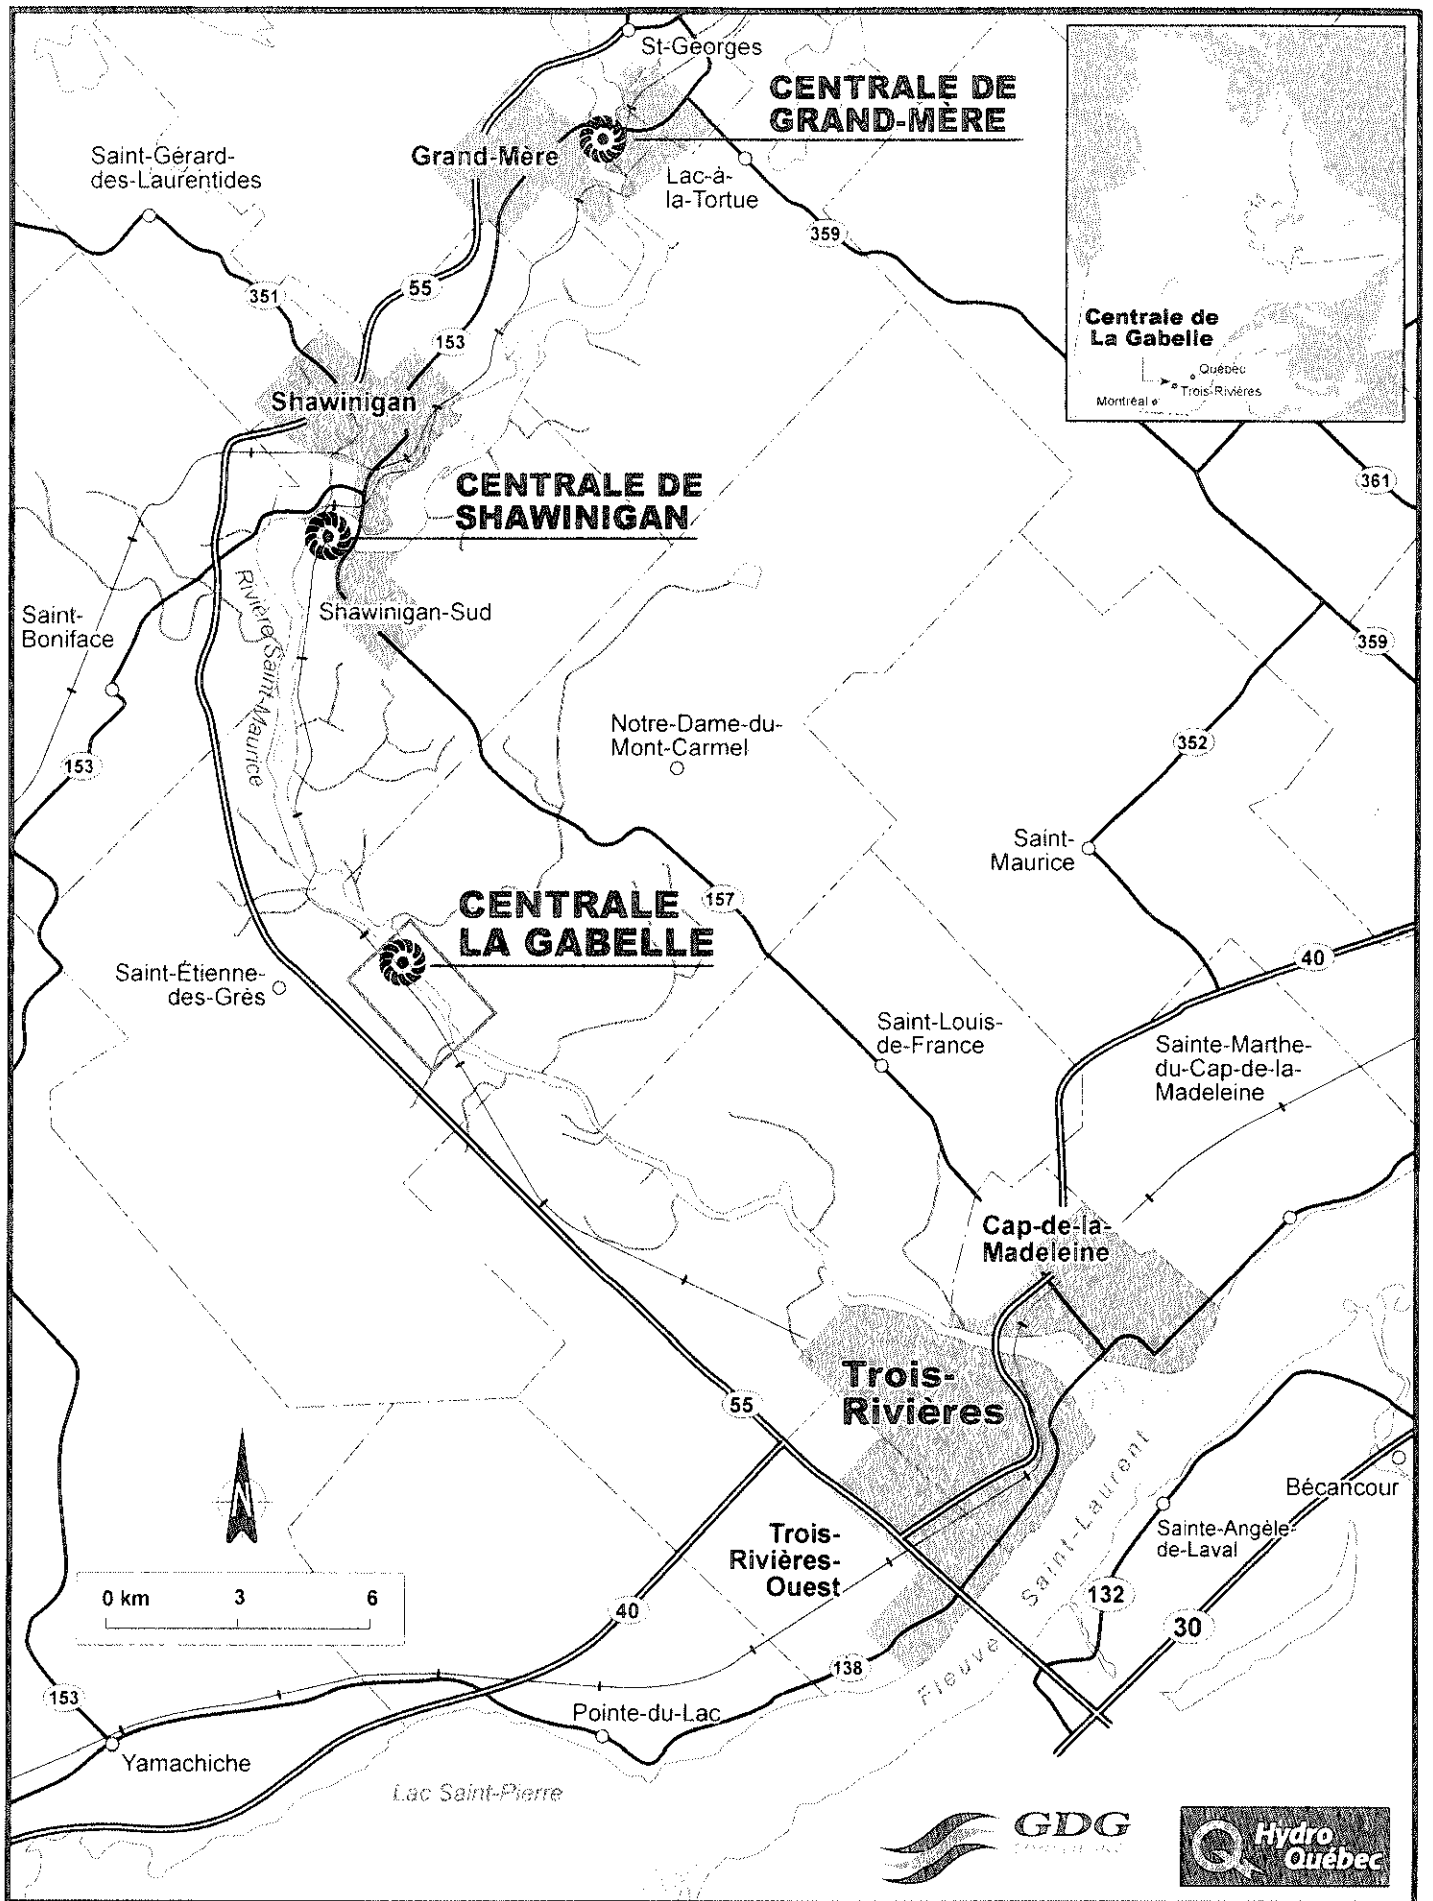 St-Georges
CENTRALE DE
GRAND-MÈRE
Grand-Mère
Saint-Gérard-
des-Laurentides
Lac-à-
la-Tortue
359
351
55
153
Centrale de
La Gabelle
Québec
Trois-Rivières
Montréal
Shawinigan
CENTRALE DE
SHAWINIGAN
361
Rivière Saint-Maurice
Saint-
Boniface
Shawinigan-Sud
359
Notre-Dame-du-
Mont-Carmel
352
153
Saint-
Maurice
157
CENTRALE
LA GABELLE
40
Saint-Étienne-
des-Grès
Saint-Louis-
de-France
Sainte-Marthe-
du-Cap-de-la-
Madeleine
Cap-de-la-
Madeleine
Trois-
Rivières
55
N
Fleuve Saint-Laurent
Bécancour
Sainte-Angèle-
de-Laval
Trois-
Rivières-
Ouest
0 km 3 6
40
132
30
138
153
Pointe-du-Lac
Yamachiche
Lac Saint-Pierre
GDG
Hydro
Québec